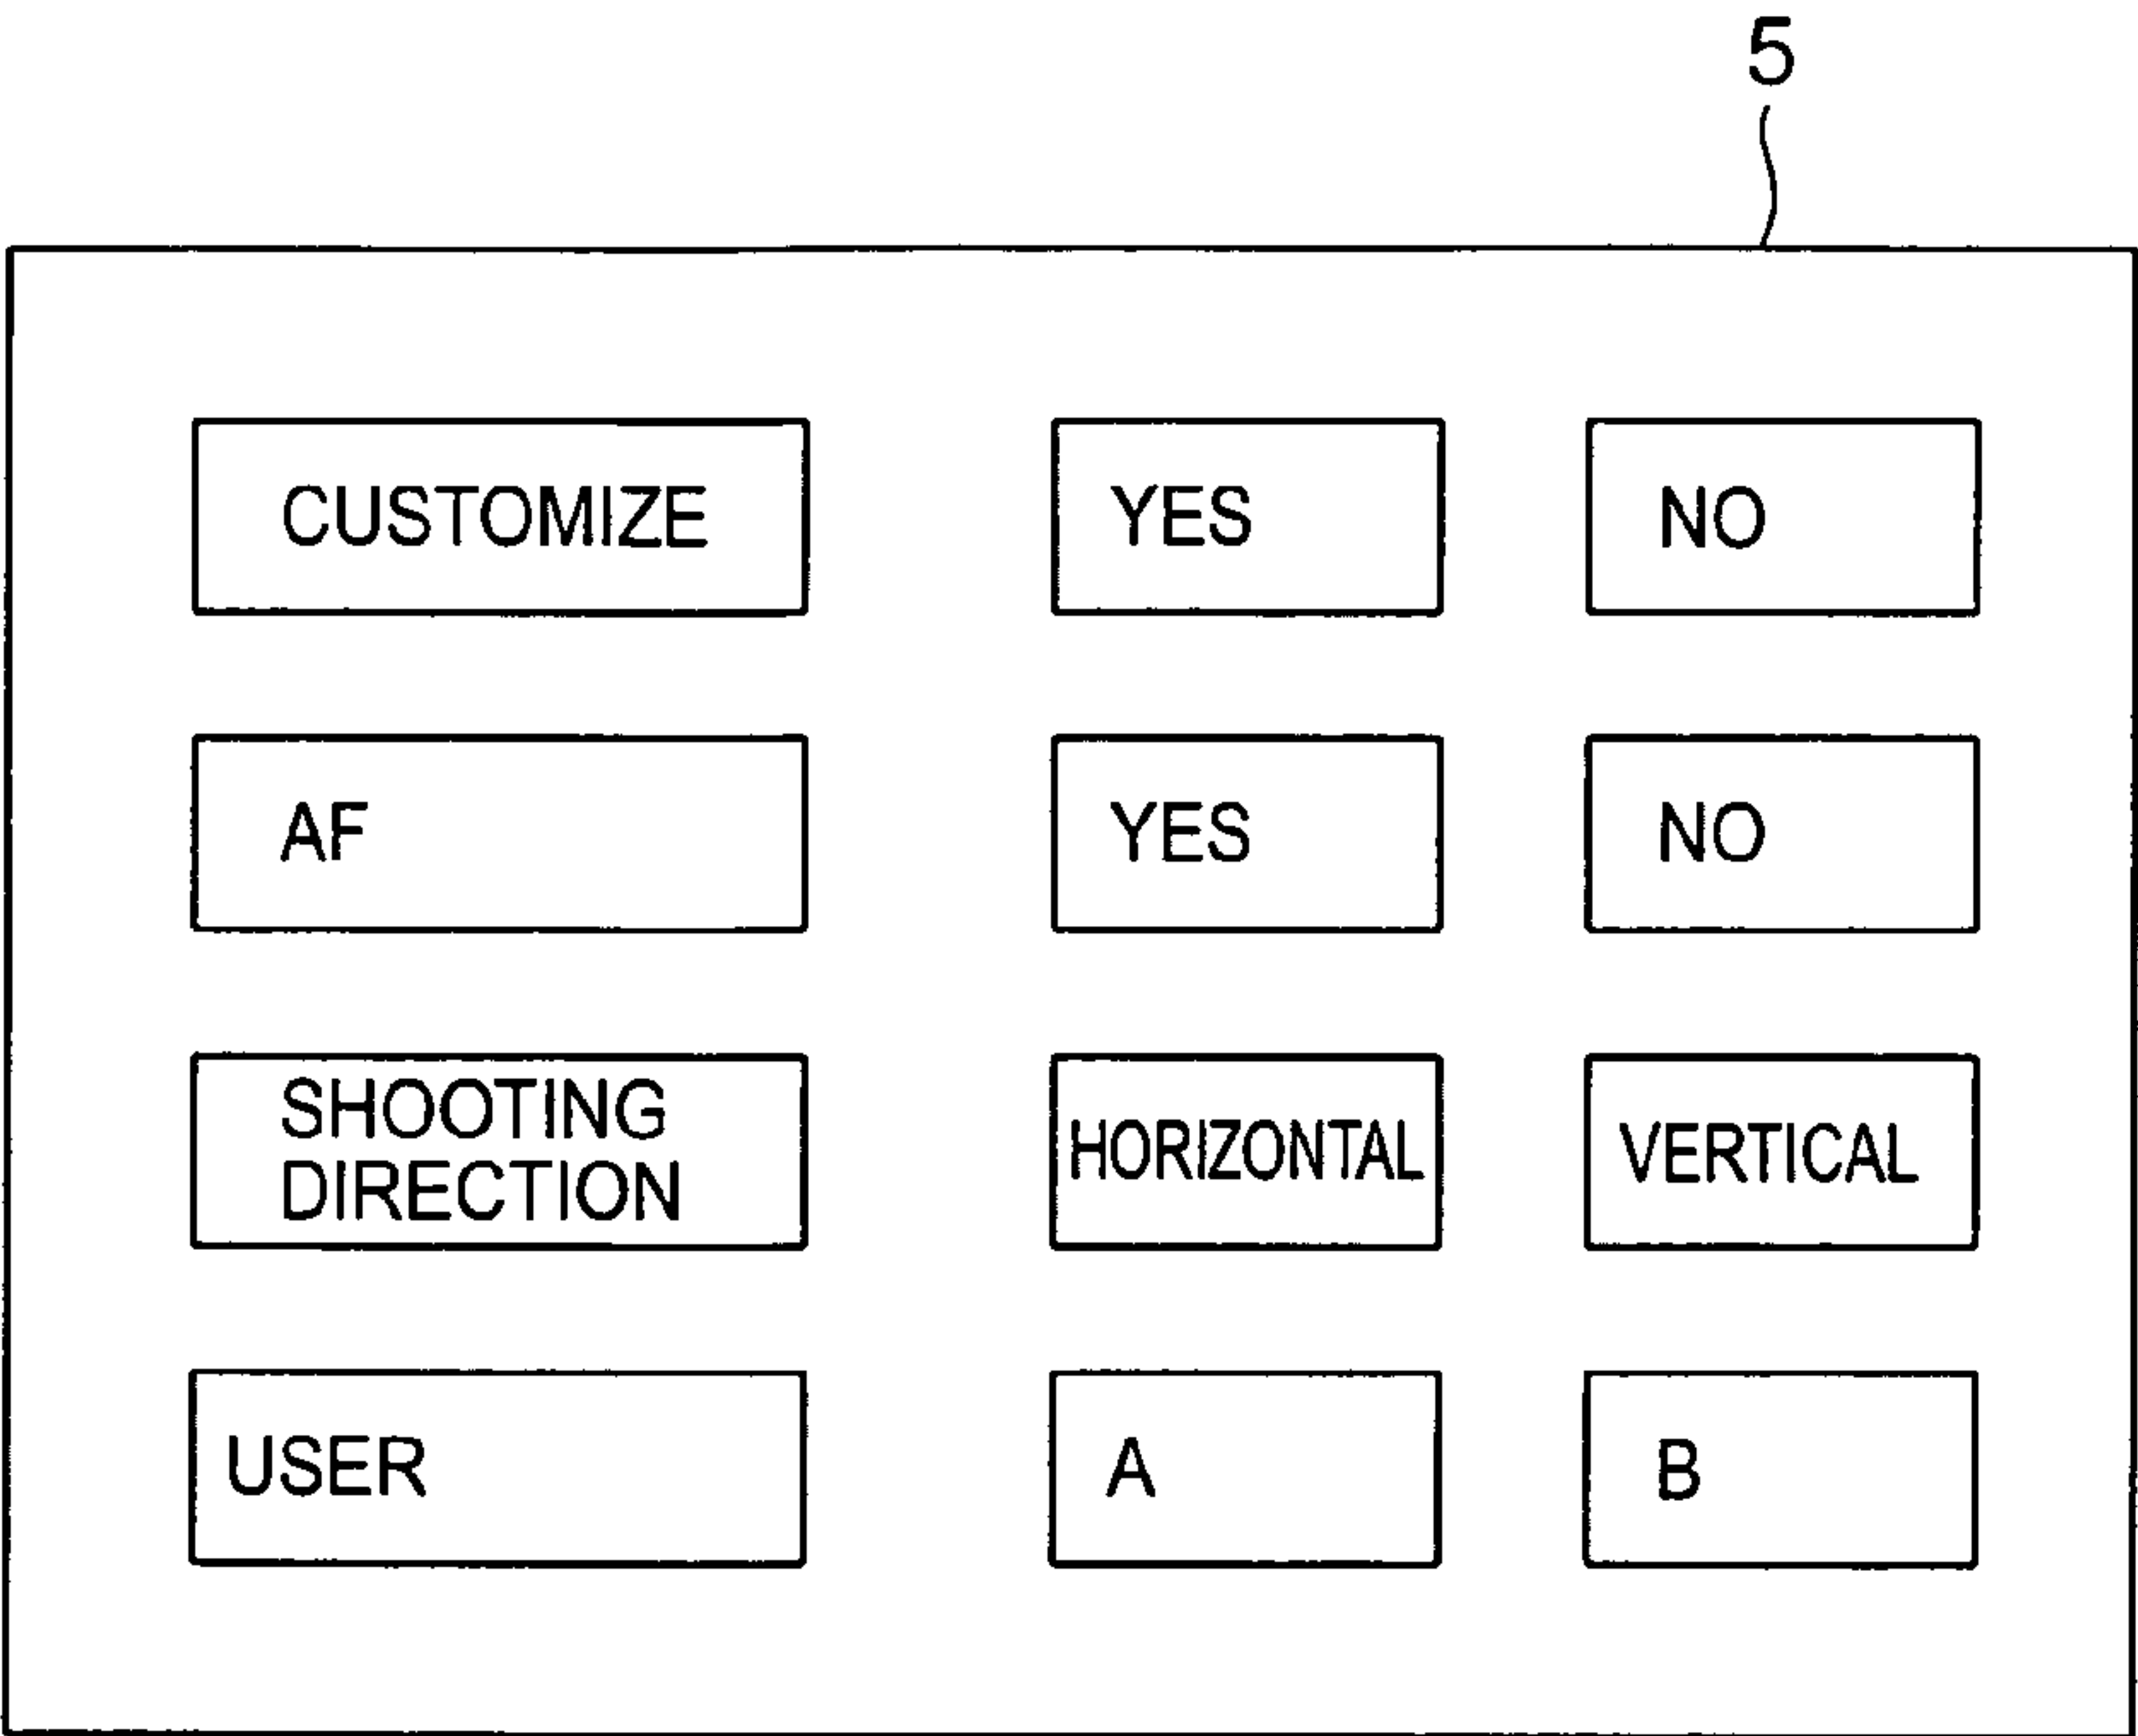 5
CUSTOMIZE YES NO
AF YES NO
SHOOTING
DIRECTION HORIZONTAL VERTICAL
USER A B